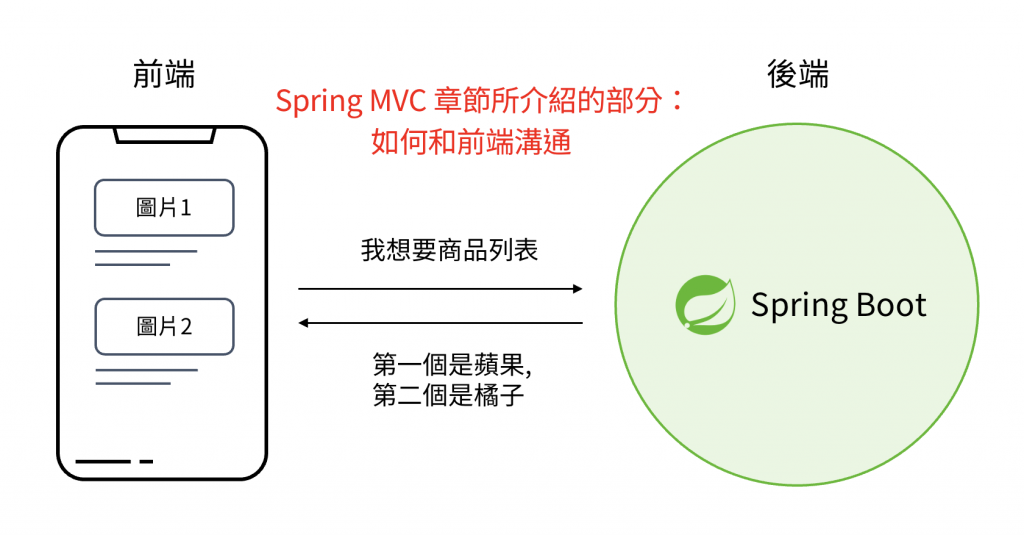 前端
Spring MVC 章節所介紹的部分：
如何和前端溝通
後端
圖片1
圖片2
我想要商品列表
第一個是蘋果,
第二個是橘子
Spring Boot